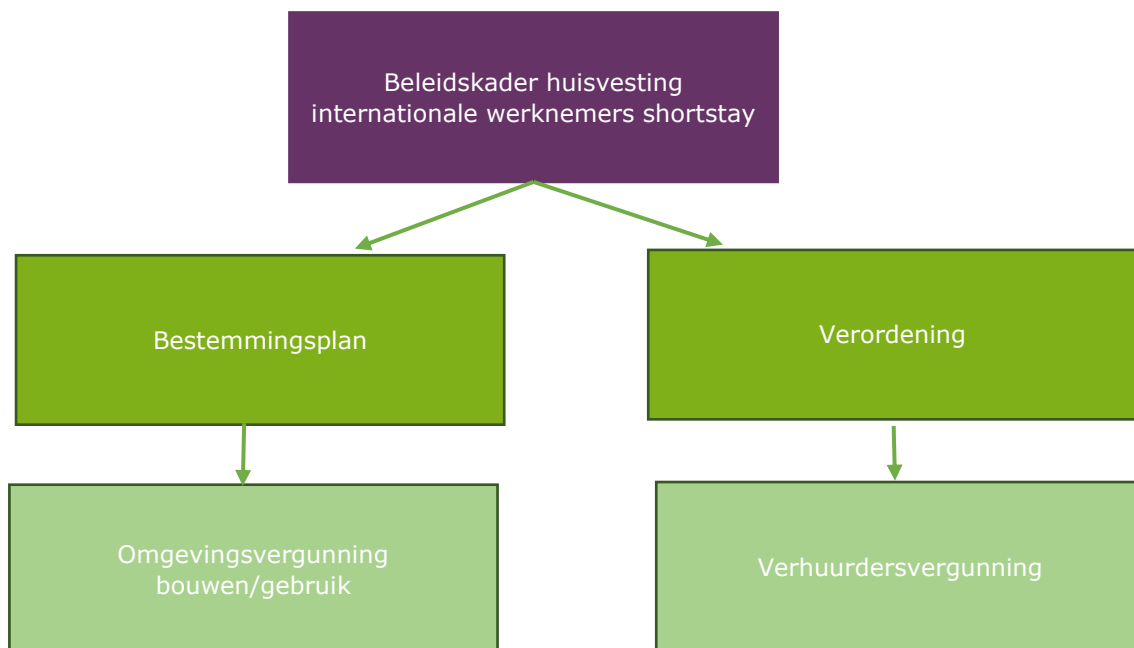 Beleidskader huisvesting
internationale werknemers shortstay
Bestemmingsplan
Verordening
Omgevingsvergunning
bouwen/gebruik
Verhuurdersvergunning